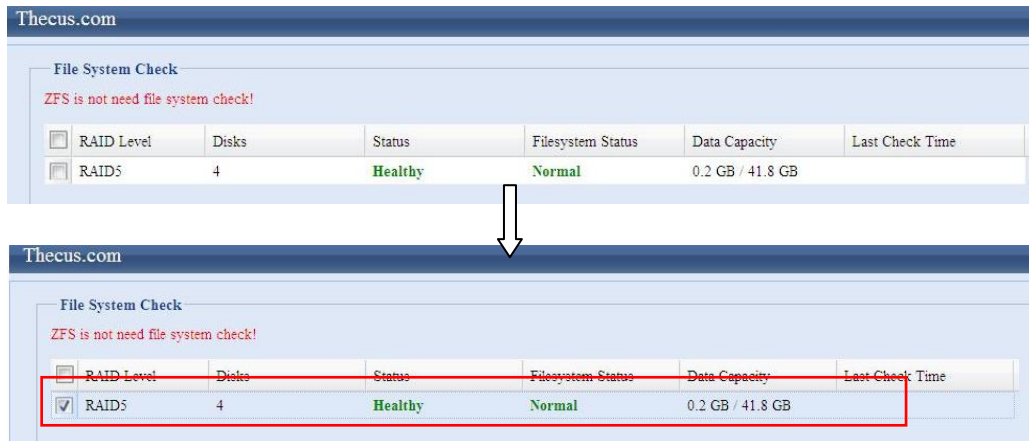 Thecus.com
File System Check
ZFS is not need file system check!
RAID Level Disks Status Filesystem Status Data Capacity Last Check Time
RAID5 4 Healthy Normal 0.2 GB / 41.8 GB
Thecus.com
File System Check
ZFS is not need file system check!
RAID Level Disks Status Filesystem Status Data Capacity Last Check Time
RAID5 4 Healthy Normal 0.2 GB / 41.8 GB